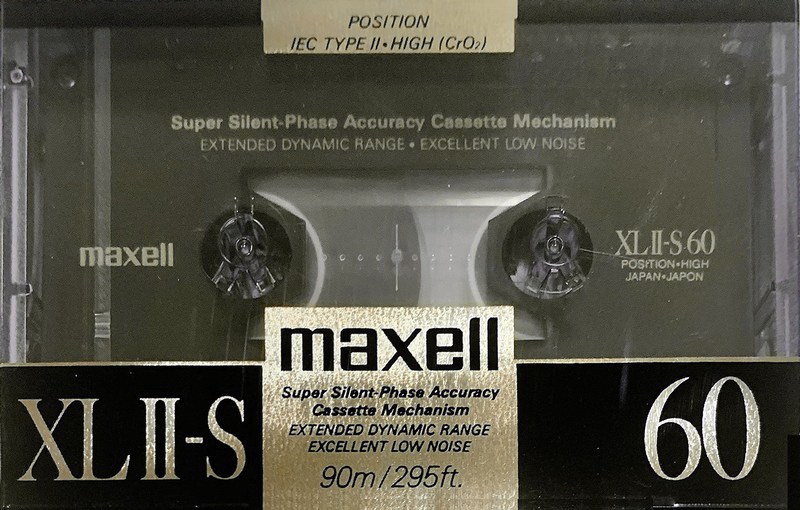 POSITION
IEC TYPE II•HIGH (CrO₂)
Super Silent-Phase Accuracy Cassette Mechanism
EXTENDED DYNAMIC RANGE • EXCELLENT LOW NOISE
maxell
XL II-S 60
POSITION•HIGH
JAPAN•JAPON
maxell
Super Silent-Phase Accuracy
Cassette Mechanism
EXTENDED DYNAMIC RANGE
EXCELLENT LOW NOISE
90m/295ft.
XL II-S
60